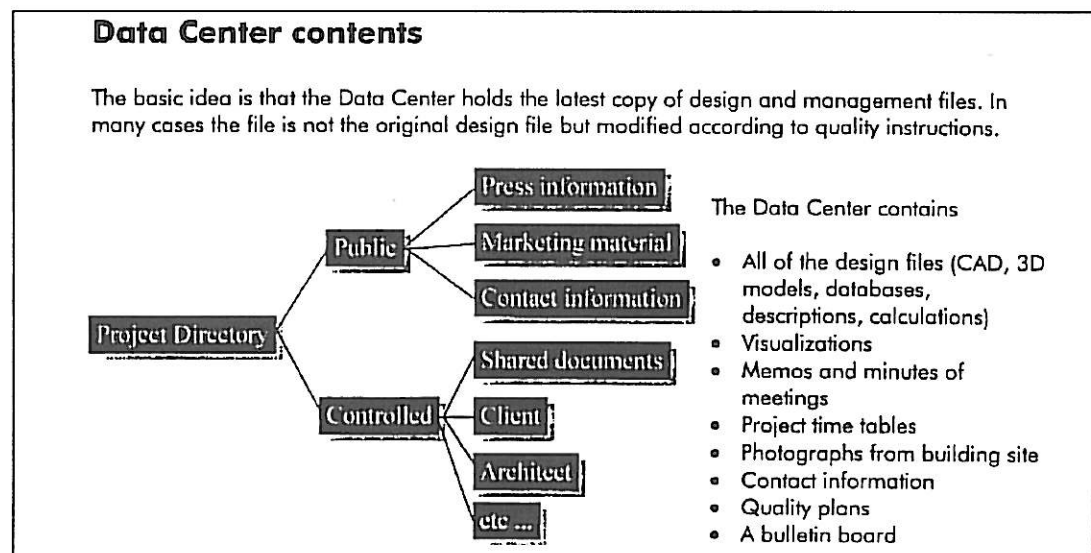 Data Center contents
The basic idea is that the Data Center holds the latest copy of design and management files. In
many cases the file is not the original design file but modified according to quality instructions.
Project Directory
Public
Press information
Marketing material
Contact information
Controlled
Shared documents
Client
Architect
etc ...
The Data Center contains
• All of the design files (CAD, 3D
models, databases,
descriptions, calculations)
• Visualizations
• Memos and minutes of
meetings
• Project time tables
• Photographs from building site
• Contact information
• Quality plans
• A bulletin board